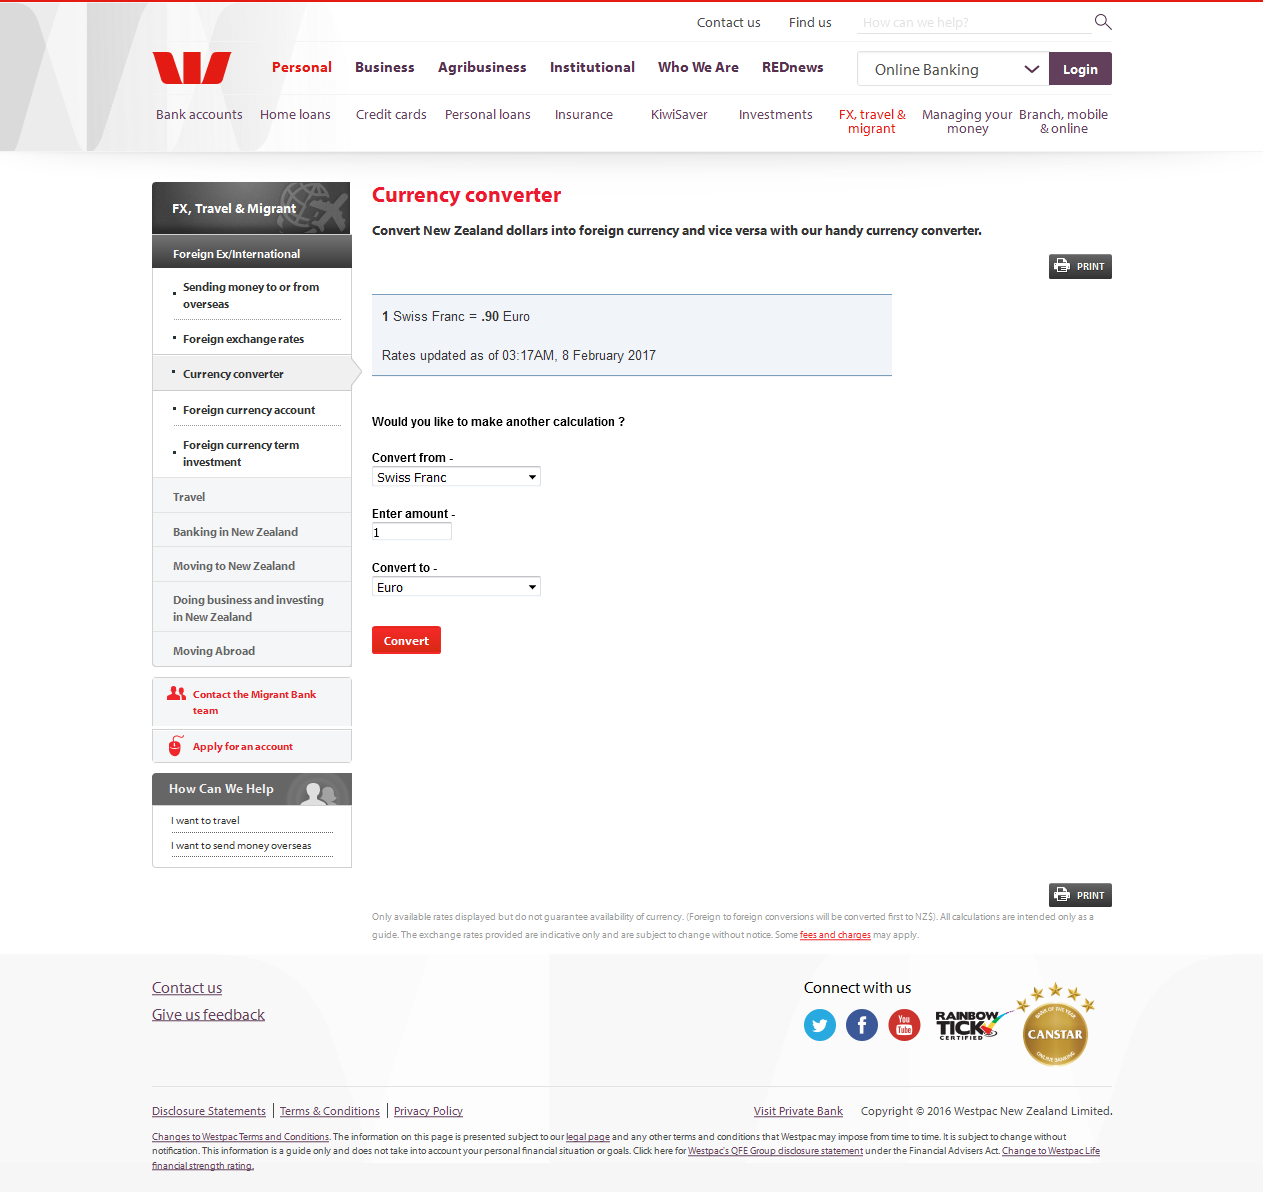 Contact us
Find us
How can we help?
Personal
Business
Agribusiness
Institutional
Who We Are
REDnews
Online Banking
Login
Bank accounts
Home loans
Credit cards
Personal loans
Insurance
KiwiSaver
Investments
FX, travel &
migrant
Managing your
money
Branch, mobile
& online
FX, Travel & Migrant
Foreign Ex/International
Sending money to or from
overseas
Foreign exchange rates
Currency converter
Foreign currency account
Foreign currency term
investment
Travel
Banking in New Zealand
Moving to New Zealand
Doing business and investing
in New Zealand
Moving Abroad
Contact the Migrant Bank
team
Apply for an account
How Can We Help
I want to travel
I want to send money overseas
Currency converter
Convert New Zealand dollars into foreign currency and vice versa with our handy currency converter.
PRINT
1 Swiss Franc = .90 Euro
Rates updated as of 03:17AM, 8 February 2017
Would you like to make another calculation ?
Convert from -
Swiss Franc
Enter amount -
1
Convert to -
Euro
Convert
PRINT
Only available rates displayed but do not guarantee availability of currency. (Foreign to foreign conversions will be converted first to NZ$). All calculations are intended only as a
guide. The exchange rates provided are indicative only and are subject to change without notice. Some fees and charges may apply.
Contact us
Give us feedback
Connect with us
You
Tube
RAINBOW
TICK
CERTIFIED
BANK OF THE YEAR
CANSTAR
ONLINE BANKING
Disclosure Statements
Terms & Conditions
Privacy Policy
Visit Private Bank
Copyright © 2016 Westpac New Zealand Limited.
Changes to Westpac Terms and Conditions. The information on this page is presented subject to our legal page and any other terms and conditions that Westpac may impose from time to time. It is subject to change without
notification. This information is a guide only and does not take into account your personal financial situation or goals. Click here for Westpac's QFE Group disclosure statement under the Financial Advisers Act. Change to Westpac Life
financial strength rating.